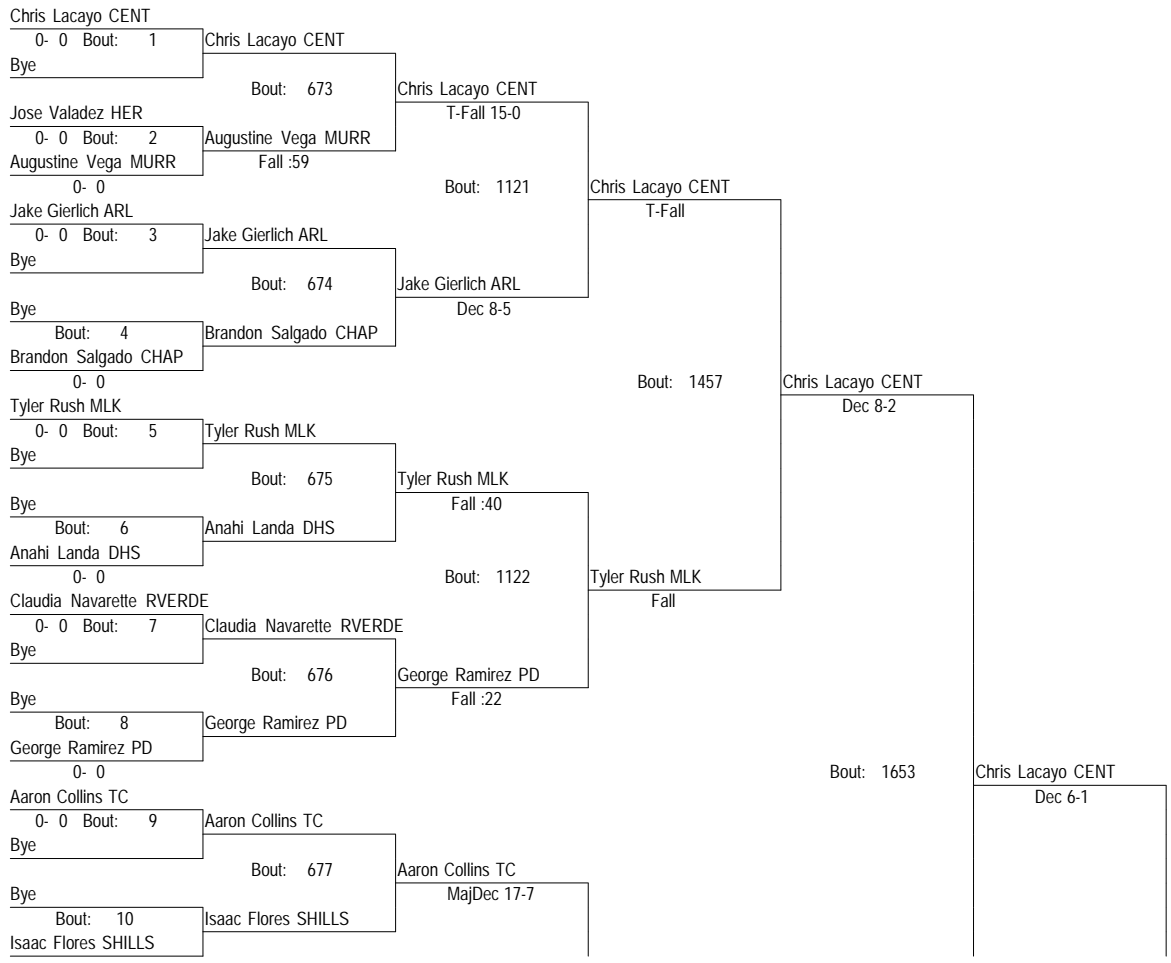 Chris Lacayo CENT
0- 0 Bout: 1 Chris Lacayo CENT
Bye
Bout: 673 Chris Lacayo CENT
Jose Valadez HER T-Fall 15-0
0- 0 Bout: 2 Augustine Vega MURR
Augustine Vega MURR Fall :59
0- 0 Bout: 1121 Chris Lacayo CENT
Jake Gierlich ARL T-Fall
0- 0 Bout: 3 Jake Gierlich ARL
Bye
Bout: 674 Jake Gierlich ARL
Bye Dec 8-5
Bout: 4 Brandon Salgado CHAP
Brandon Salgado CHAP
0- 0 Bout: 1457 Chris Lacayo CENT
Tyler Rush MLK Dec 8-2
0- 0 Bout: 5 Tyler Rush MLK
Bye
Bout: 675 Tyler Rush MLK
Bye Fall :40
Bout: 6 Anahi Landa DHS
Anahi Landa DHS
0- 0 Bout: 1122 Tyler Rush MLK
Claudia Navarette RVERDE Fall
0- 0 Bout: 7 Claudia Navarette RVERDE
Bye
Bout: 676 George Ramirez PD
Bye Fall :22
Bout: 8 George Ramirez PD
George Ramirez PD
0- 0 Bout: 1653 Chris Lacayo CENT
Aaron Collins TC Dec 6-1
0- 0 Bout: 9 Aaron Collins TC
Bye
Bout: 677 Aaron Collins TC
Bye MajDec 17-7
Bout: 10 Isaac Flores SHILLS
Isaac Flores SHILLS